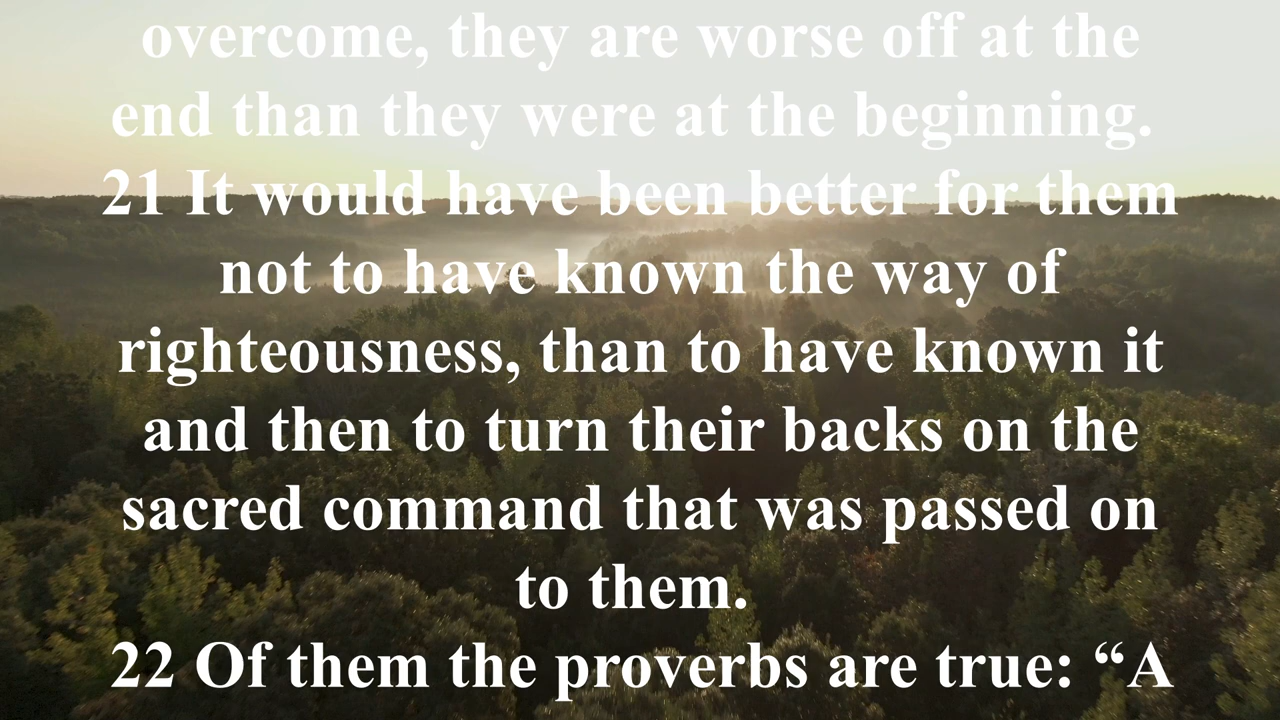 overcome, they are worse off at the
end than they were at the beginning.
21 It would have been better for them
not to have known the way of
righteousness, than to have known it
and then to turn their backs on the
sacred command that was passed on
to them.
22 Of them the proverbs are true: “A